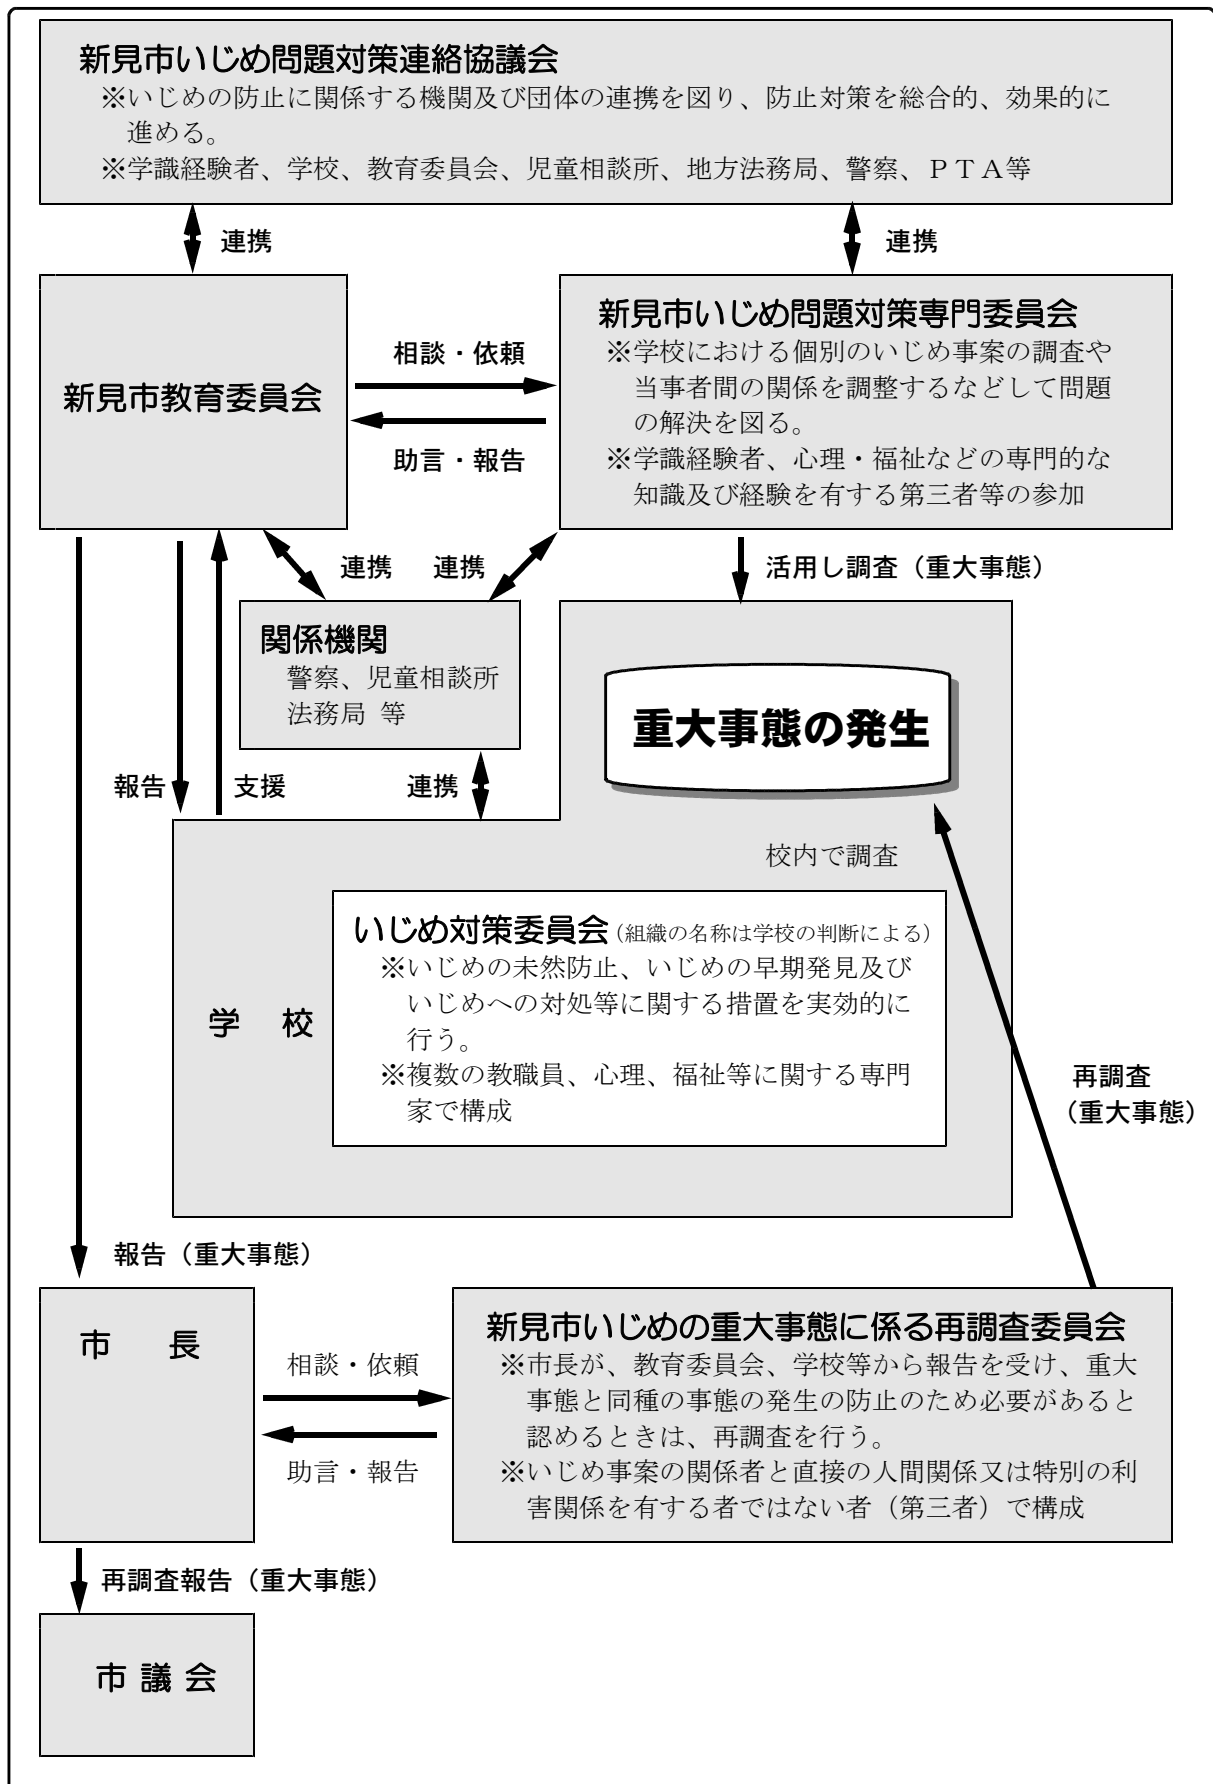 新見市いじめ問題対策連絡協議会
※いじめの防止に関係する機関及び団体の連携を図り、防止対策を総合的、効果的に
進める。
※学識経験者、学校、教育委員会、児童相談所、地方法務局、警察、ＰＴＡ等
連携
連携
新見市教育委員会
相談・依頼
助言・報告
新見市いじめ問題対策専門委員会
※学校における個別のいじめ事案の調査や
当事者間の関係を調整するなどして問題
の解決を図る。
※学識経験者、心理・福祉などの専門的な
知識及び経験を有する第三者等の参加
連携
連携
活用し調査（重大事態）
関係機関
警察、児童相談所
法務局 等
重大事態の発生
報告
支援
連携
校内で調査
学 校
いじめ対策委員会（組織の名称は学校の判断による）
※いじめの未然防止、いじめの早期発見及び
いじめへの対処等に関する措置を実効的に
行う。
※複数の教職員、心理、福祉等に関する専門
家で構成
再調査
（重大事態）
報告（重大事態）
市 長
相談・依頼
助言・報告
新見市いじめの重大事態に係る再調査委員会
※市長が、教育委員会、学校等から報告を受け、重大
事態と同種の事態の発生の防止のため必要があると
認めるときは、再調査を行う。
※いじめ事案の関係者と直接の人間関係又は特別の利
害関係を有する者ではない者（第三者）で構成
再調査報告（重大事態）
市 議 会